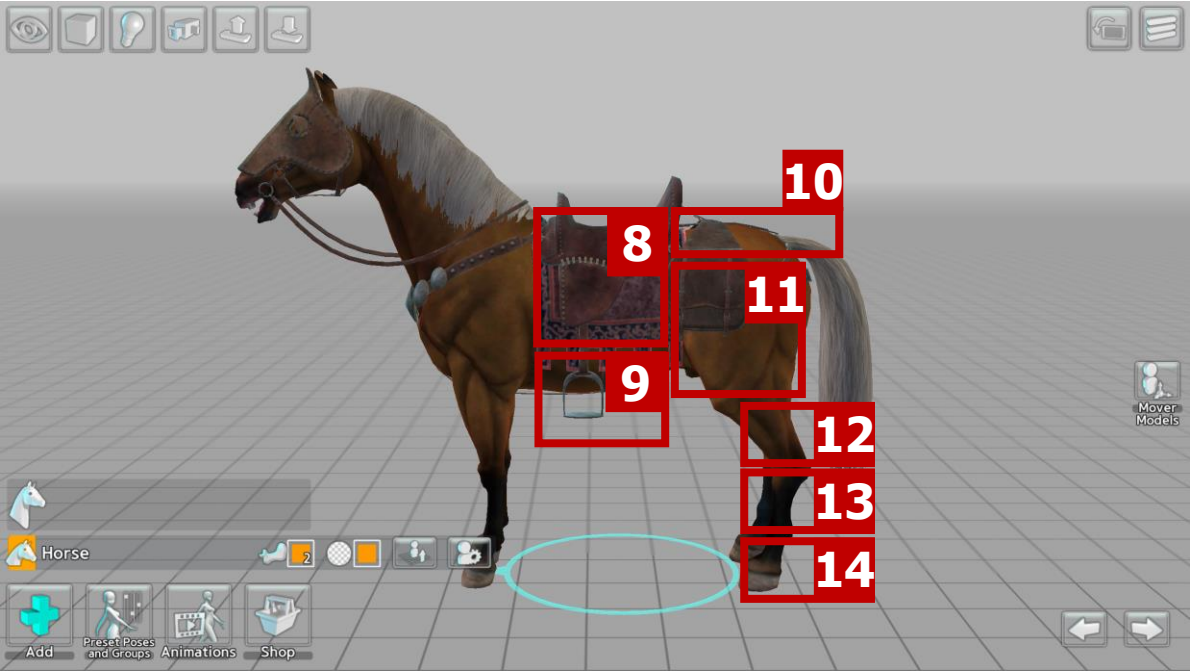 10
8
11
9
12
13
14
Mover
Models
Horse
2
Add
Preset Poses
and Groups
Animations
Shop